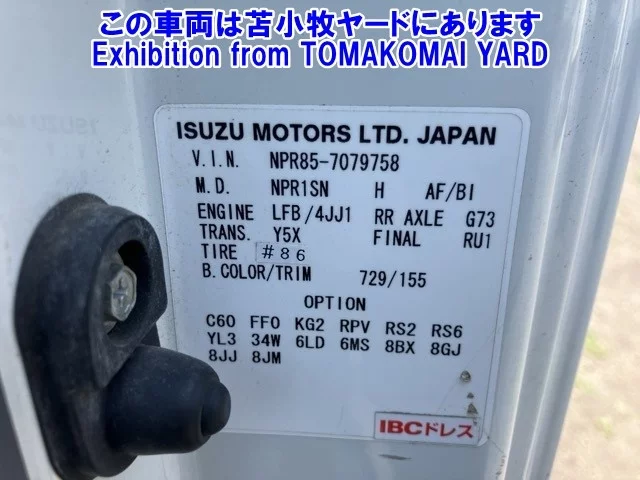 この車両は苫小牧ヤードにあります
Exhibition from TOMAKOMAI YARD
ISUZU MOTORS LTD. JAPAN
V.I.N. NPR85-7079758
M.D. NPR1SN H AF/BI
ENGINE LFB/4JJ1 RR AXLE G73
TRANS. Y5X FINAL RU1
TIRE #86
B.COLOR/TRIM 729/155
OPTION
C60 FF0 KG2 RPV RS2 RS6
YL3 34W 6LD 6MS 8BX 8GJ
8JJ 8JM
IBCドレス